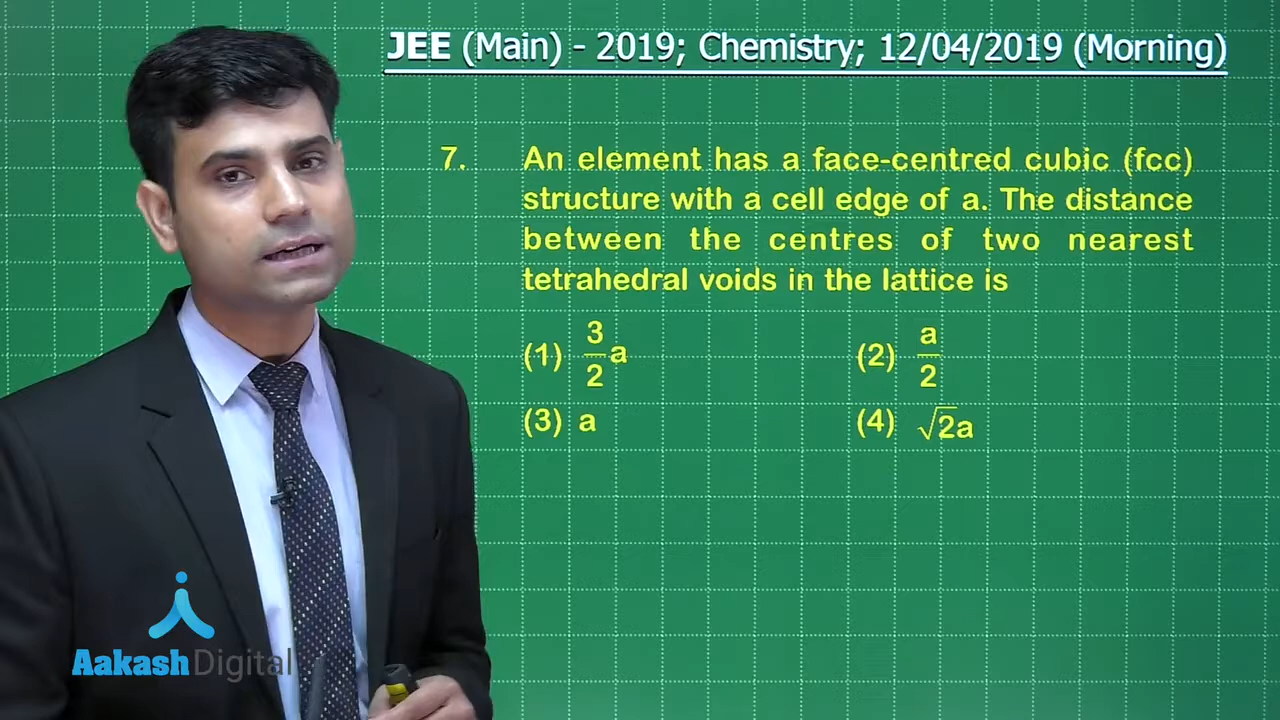 JEE (Main) - 2019; Chemistry; 12/04/2019 (Morning)
7. An element has a face-centred cubic (fcc)
structure with a cell edge of a. The distance
between the centres of two nearest
tetrahedral voids in the lattice is
(1) 3/2 a (2) a/2
(3) a (4) √2a
Aakash Digital